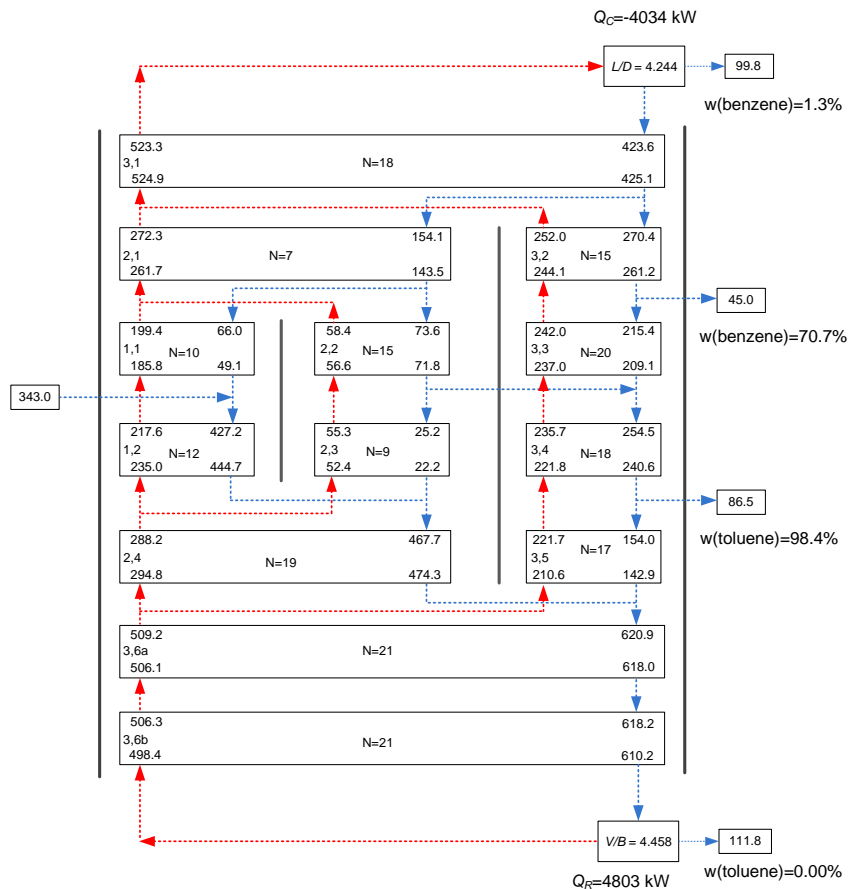 Q_C=-4034 kW
L/D = 4.244
99.8
w(benzene)=1.3%
523.3 423.6
3,1 N=18
524.9 425.1
272.3 154.1
2,1 N=7
261.7 143.5
252.0 270.4
3,2 N=15
244.1 261.2
45.0
w(benzene)=70.7%
199.4 66.0
1,1 N=10
185.8 49.1
58.4 73.6
2,2 N=15
56.6 71.8
242.0 215.4
3,3 N=20
237.0 209.1
343.0
217.6 427.2
1,2 N=12
235.0 444.7
55.3 25.2
2,3 N=9
52.4 22.2
235.7 254.5
3,4 N=18
221.8 240.6
86.5
w(toluene)=98.4%
288.2 467.7
2,4 N=19
294.8 474.3
221.7 154.0
3,5 N=17
210.6 142.9
509.2 620.9
3,6a N=21
506.1 618.0
506.3 618.2
3,6b N=21
498.4 610.2
V/B = 4.458
111.8
w(toluene)=0.00%
Q_R=4803 kW